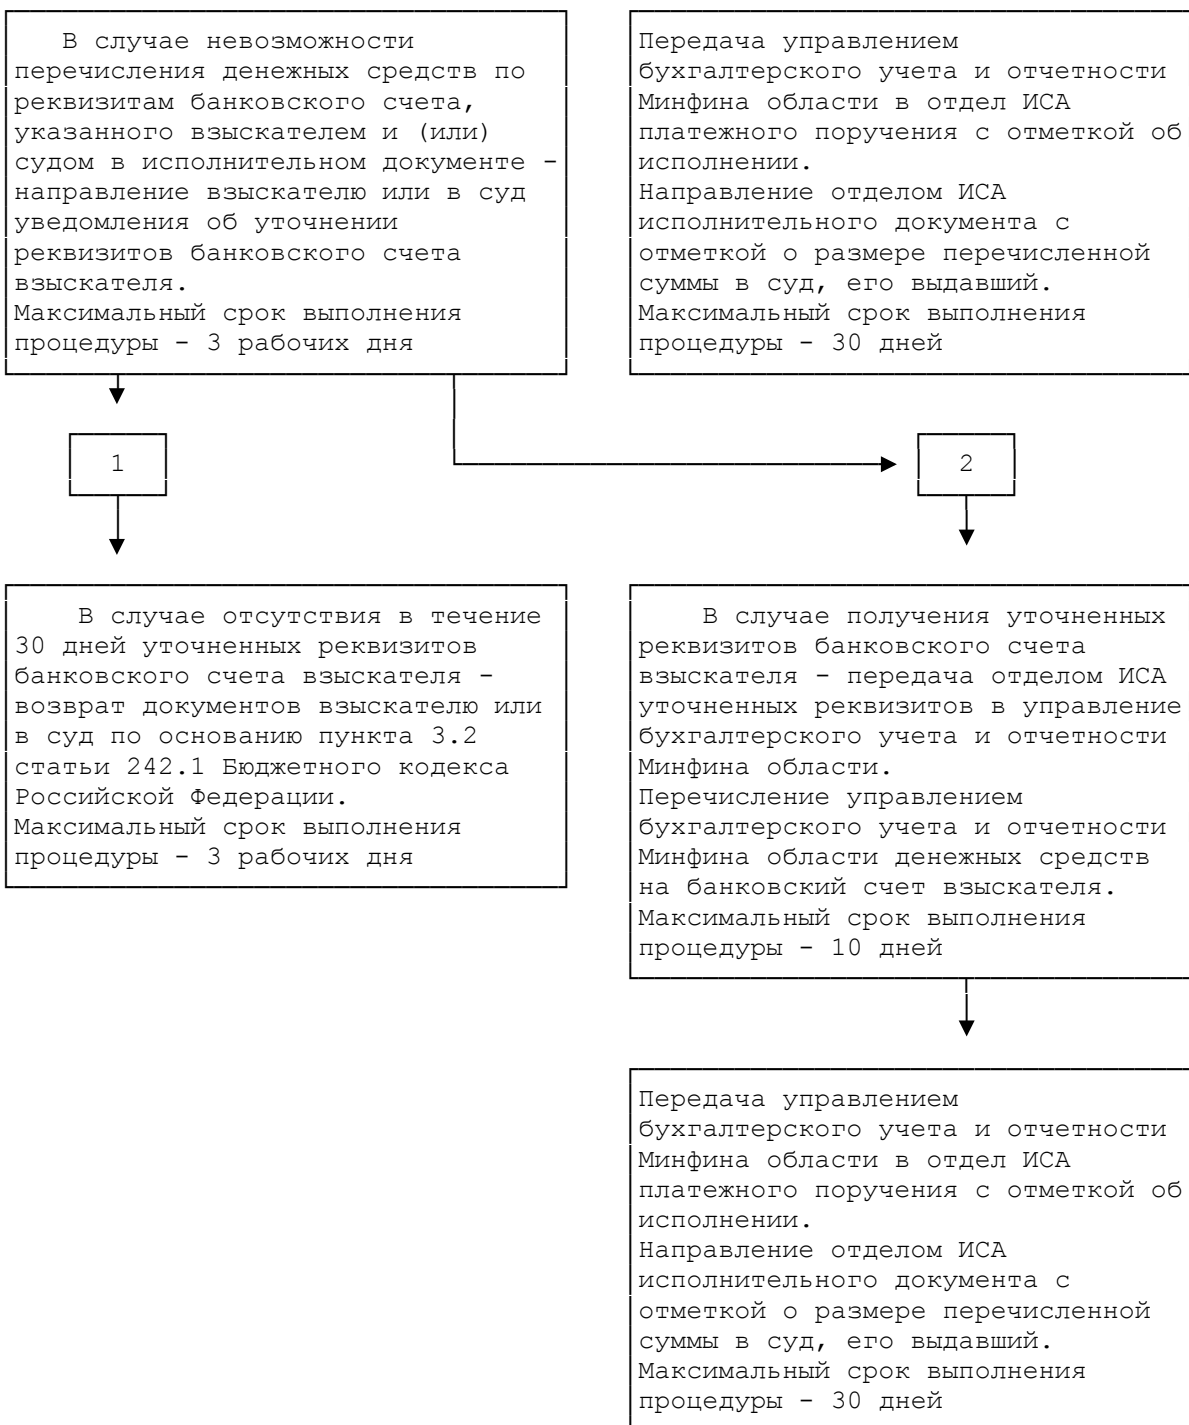 В случае невозможности
перечисления денежных средств по
реквизитам банковского счета,
указанного взыскателем и (или)
судом в исполнительном документе -
направление взыскателю или в суд
уведомления об уточнении
реквизитов банковского счета
взыскателя.
Максимальный срок выполнения
процедуры - 3 рабочих дня
Передача управлением
бухгалтерского учета и отчетности
Минфина области в отдел ИСА
платежного поручения с отметкой об
исполнении.
Направление отделом ИСА
исполнительного документа с
отметкой о размере перечисленной
суммы в суд, его выдавший.
Максимальный срок выполнения
процедуры - 30 дней
1
2
В случае отсутствия в течение
30 дней уточненных реквизитов
банковского счета взыскателя -
возврат документов взыскателю или
в суд по основанию пункта 3.2
статьи 242.1 Бюджетного кодекса
Российской Федерации.
Максимальный срок выполнения
процедуры - 3 рабочих дня
В случае получения уточненных
реквизитов банковского счета
взыскателя - передача отделом ИСА
уточненных реквизитов в управление
бухгалтерского учета и отчетности
Минфина области.
Перечисление управлением
бухгалтерского учета и отчетности
Минфина области денежных средств
на банковский счет взыскателя.
Максимальный срок выполнения
процедуры - 10 дней
Передача управлением
бухгалтерского учета и отчетности
Минфина области в отдел ИСА
платежного поручения с отметкой об
исполнении.
Направление отделом ИСА
исполнительного документа с
отметкой о размере перечисленной
суммы в суд, его выдавший.
Максимальный срок выполнения
процедуры - 30 дней